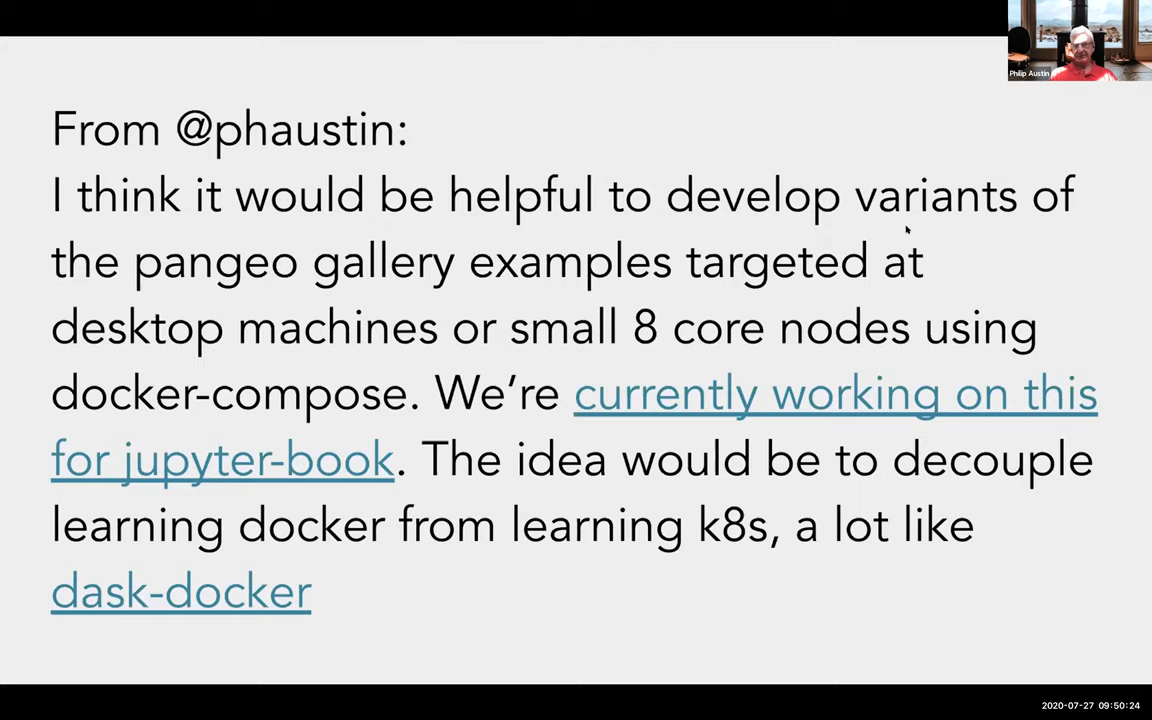 Philip Austin
From @phaustin:
I think it would be helpful to develop variants of
the pangeo gallery examples targeted at
desktop machines or small 8 core nodes using
docker-compose. We’re currently working on this
for jupyter-book. The idea would be to decouple
learning docker from learning k8s, a lot like
dask-docker
2020-07-27 09:50:24